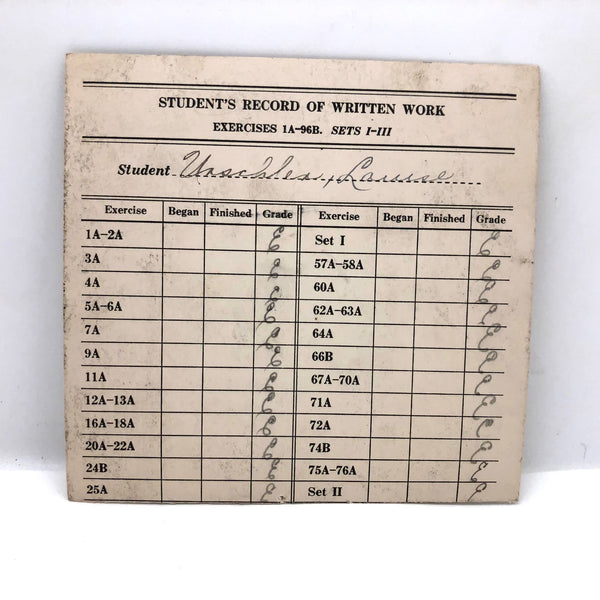 STUDENT'S RECORD OF WRITTEN WORK
EXERCISES 1A-96B. SETS I-III
Student Urschler, Louise
Exercise Began Finished Grade Exercise Began Finished Grade
1A-2A E Set I E
3A E 57A-58A E
4A E 60A E
5A-6A E 62A-63A E
7A E 64A E
9A E 66B E
11A E 67A-70A E
12A-13A E 71A E
16A-18A E 72A E
20A-22A E 74B E
24B E 75A-76A E
25A E Set II E